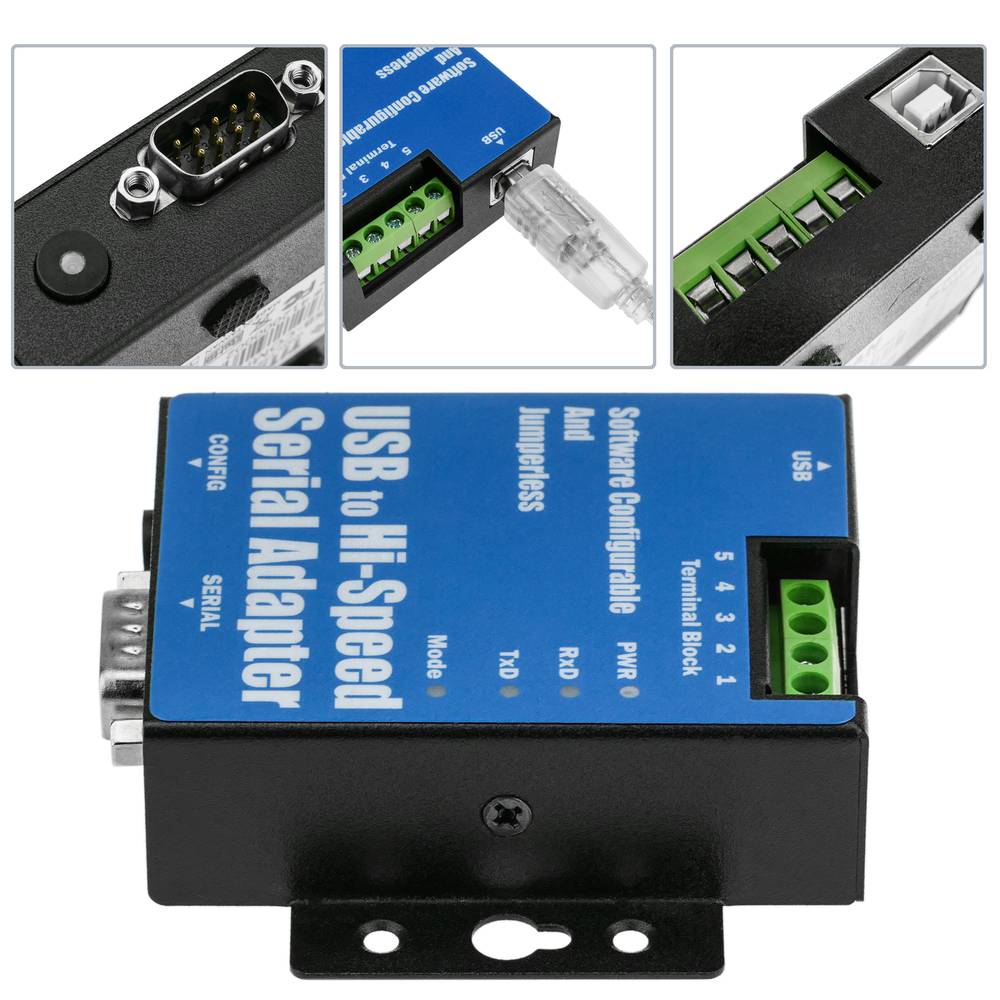 Software Configurable
And
Jumperless
USB
5
4
3
Terminal
USB to Hi-Speed
Serial Adapter
Software Configurable
And
Jumperless
CONFIG
SERIAL
Mode
TxD
RxD
PWR
Terminal Block
5 4 3 2 1
USB